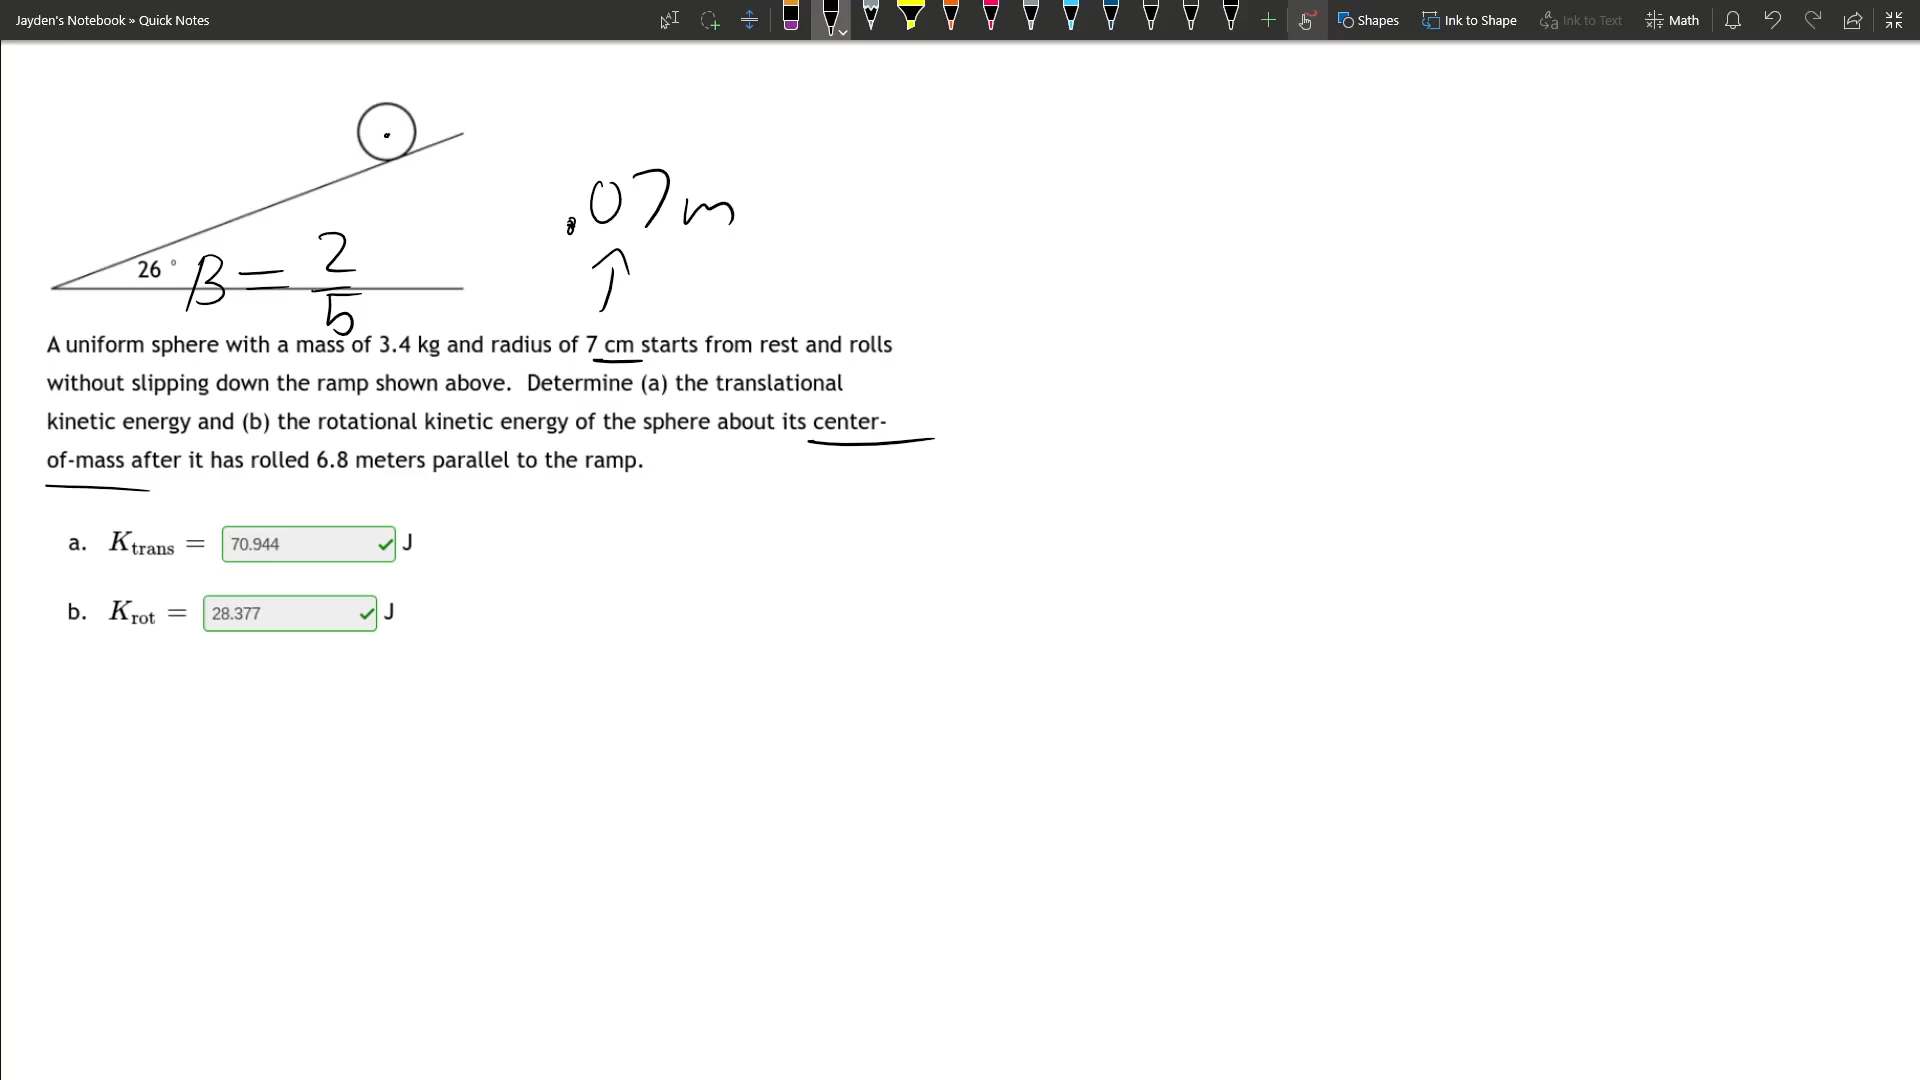 Jayden's Notebook » Quick Notes
Shapes
Ink to Shape
Ink to Text
Math
.07 m
↑
26 °
β = 2/5
A uniform sphere with a mass of 3.4 kg and radius of 7 cm starts from rest and rolls
without slipping down the ramp shown above. Determine (a) the translational
kinetic energy and (b) the rotational kinetic energy of the sphere about its center-
of-mass after it has rolled 6.8 meters parallel to the ramp.
a. K_trans = 70.944 J
b. K_rot = 28.377 J